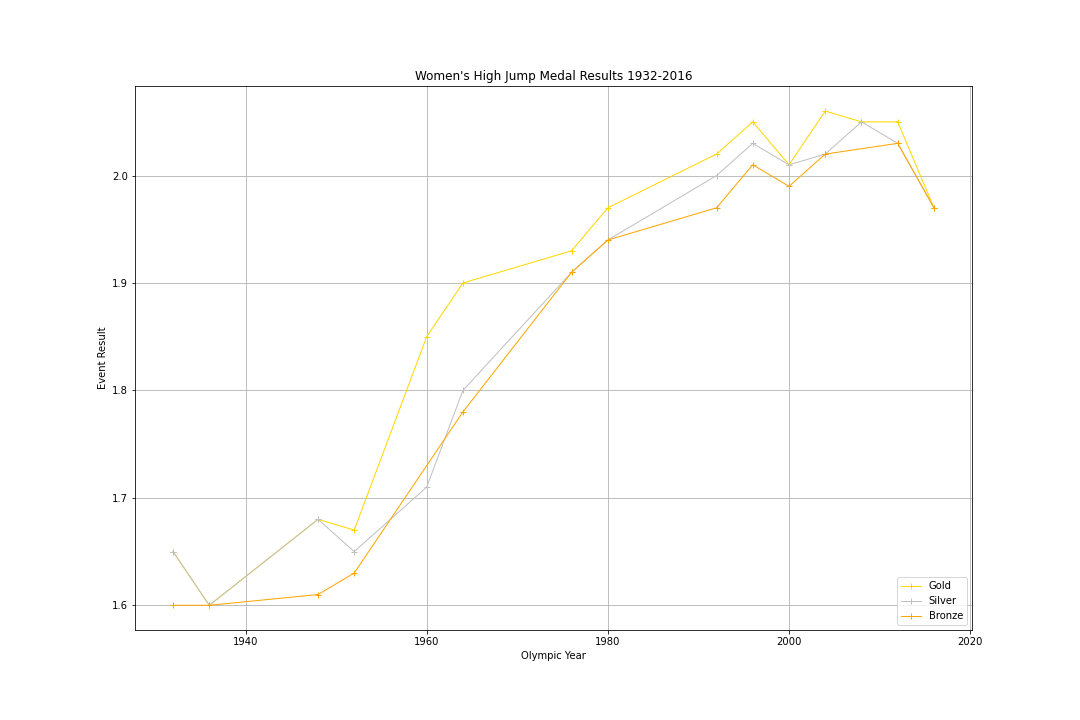 Women's High Jump Medal Results 1932-2016
Event Result
2.0
1.9
1.8
1.7
1.6
1940 1960 1980 2000 2020
Olympic Year
Gold
Silver
Bronze